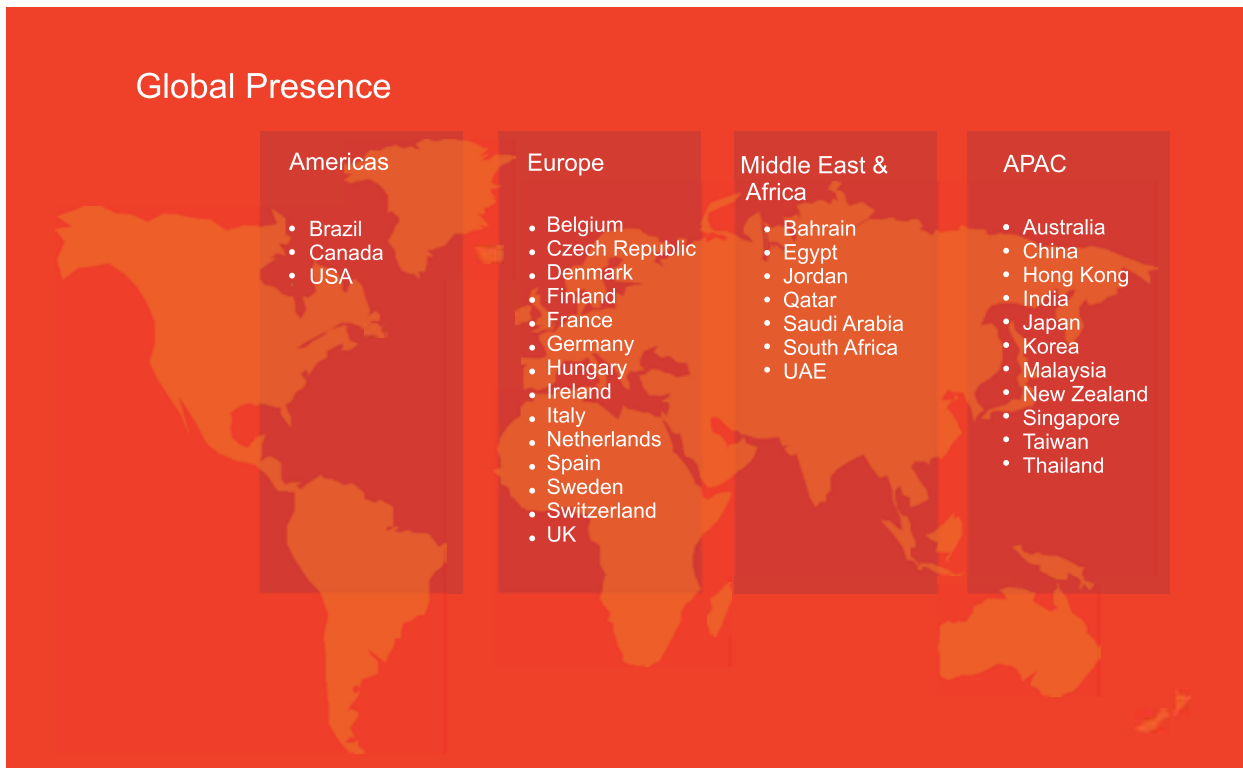 Global Presence
Americas
• Brazil
• Canada
• USA
Europe
• Belgium
• Czech Republic
• Denmark
• Finland
• France
• Germany
• Hungary
• Ireland
• Italy
• Netherlands
• Spain
• Sweden
• Switzerland
• UK
Middle East &
Africa
• Bahrain
• Egypt
• Jordan
• Qatar
• Saudi Arabia
• South Africa
• UAE
APAC
• Australia
• China
• Hong Kong
• India
• Japan
• Korea
• Malaysia
• New Zealand
• Singapore
• Taiwan
• Thailand